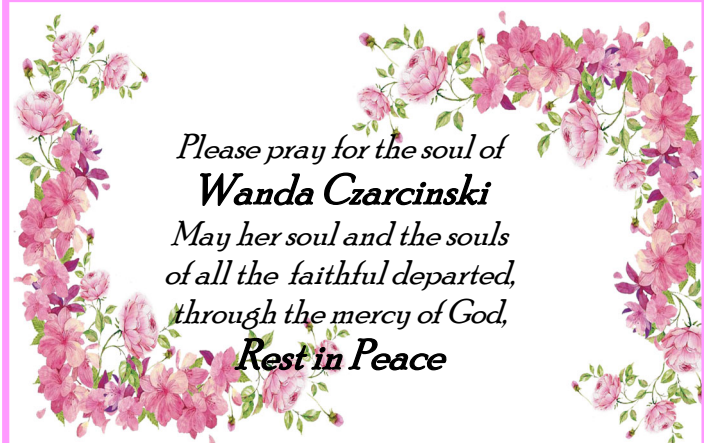 Please pray for the soul of
Wanda Czarcinski
May her soul and the souls
of all the faithful departed,
through the mercy of God,
Rest in Peace